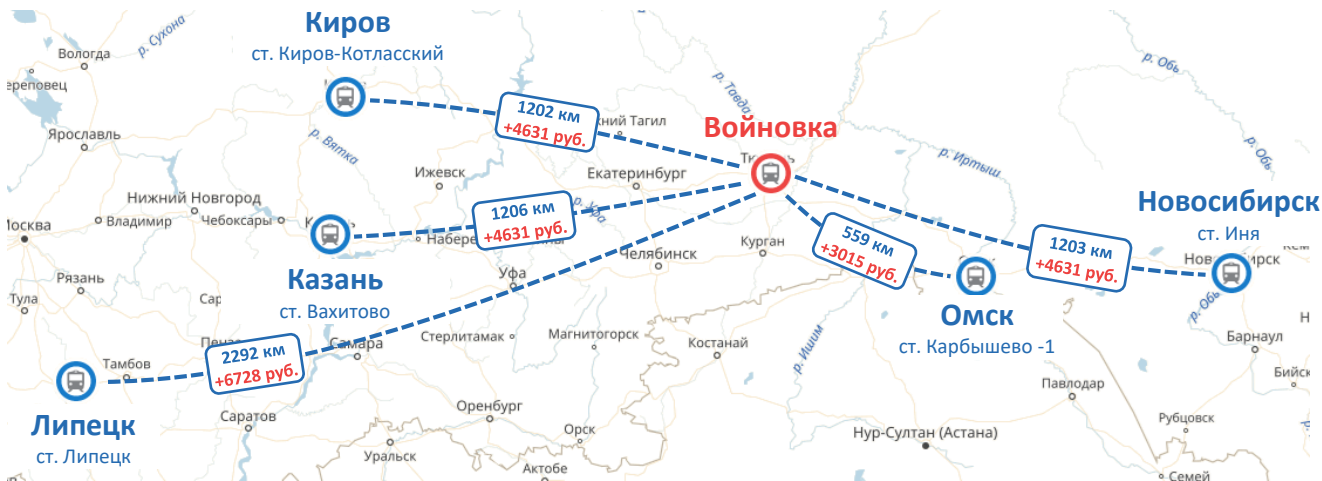 Киров
ст. Киров-Котласский
р. Сухона
Вологда
ереповец
р. Обь
р. Тавда
1202 км
+4631 руб.
жний Тагил
Войновка
Ярославль
р. Вятка
р. Иртыш
р. Обь
Ижевск
Екатеринбург
Нижний Новгород
Новосибирск
ст. Иня
Москва
Владимир
Чебоксары
1206 км
+4631 руб.
р. Уфа
559 км
+3015 руб.
1203 км
+4631 руб.
Курган
Челябинск
Рязань
Казань
ст. Вахитово
Уфа
Тула
р. Обь
Омск
ст. Карбышево -1
Стерлитамак
Магнитогорск
Костанай
р. Ишим
Барнаул
Самара
2292 км
+6728 руб.
Тамбов
Бийск
Павлодар
Липецк
ст. Липецк
Саратов
Оренбург
Орск
Рубцовск
Нур-Султан (Астана)
Уральск
Актобе
Семей